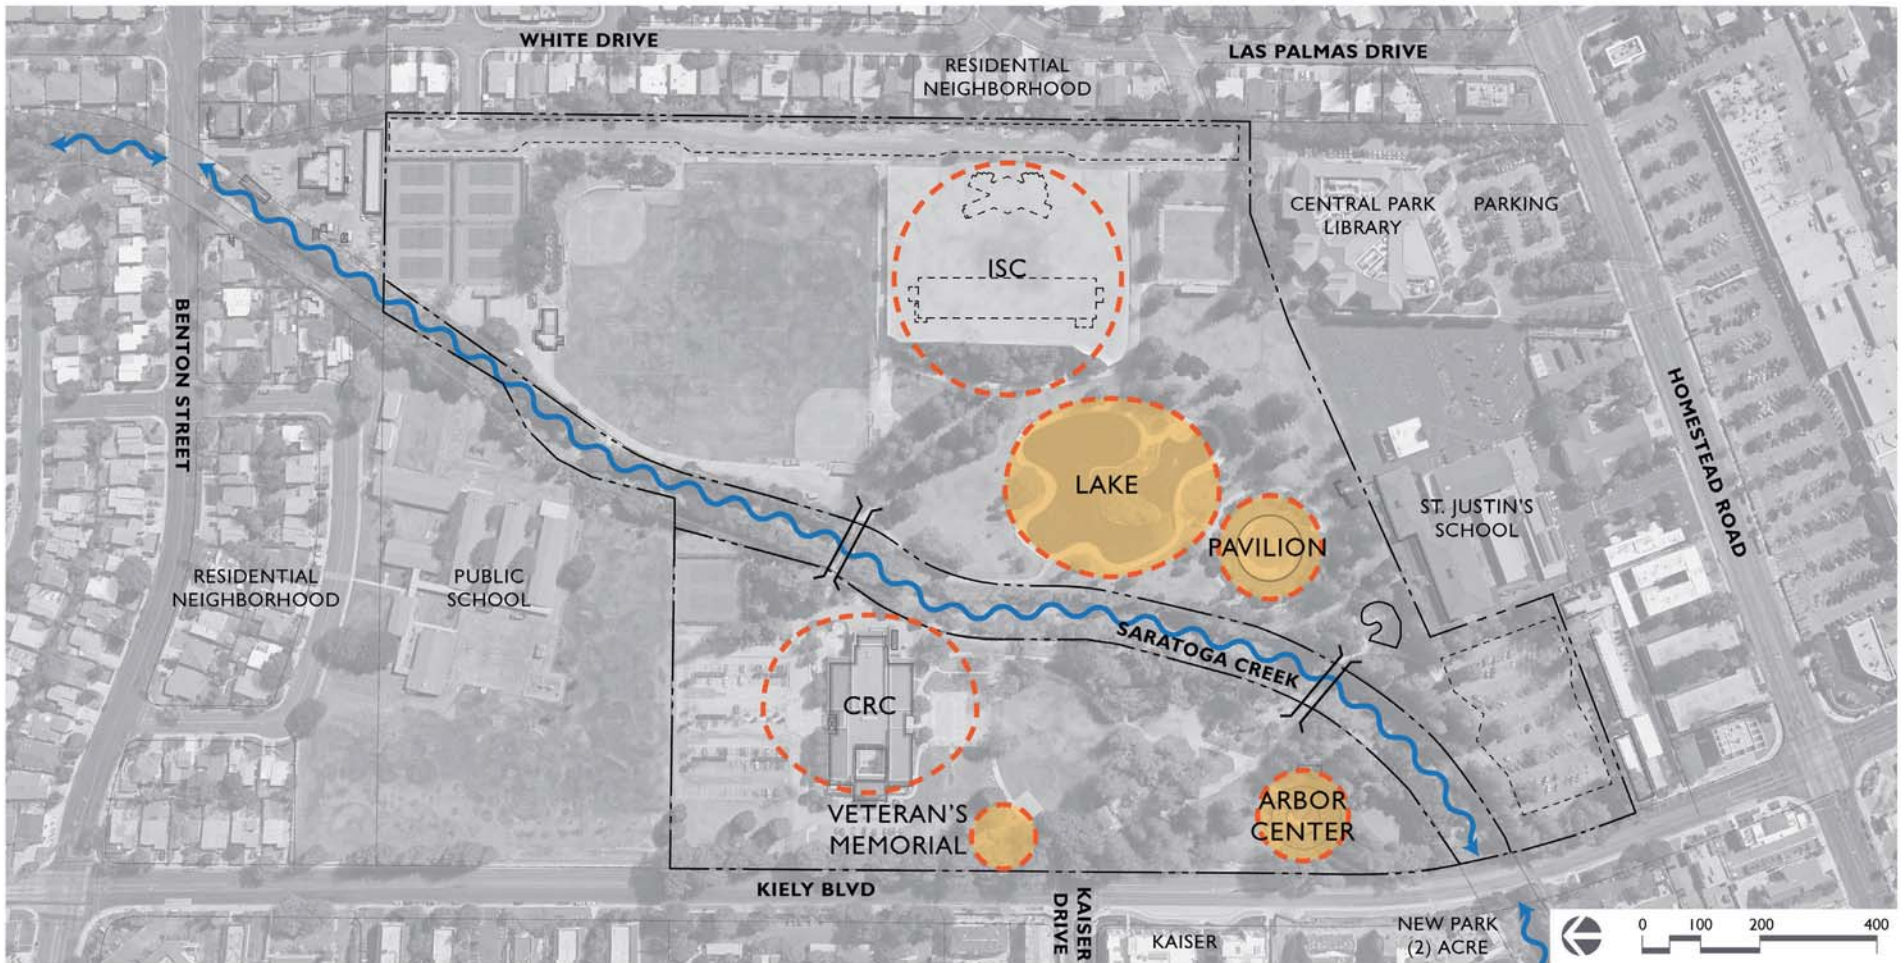 WHITE DRIVE
LAS PALMAS DRIVE
RESIDENTIAL
NEIGHBORHOOD
CENTRAL PARK
LIBRARY
PARKING
ISC
BENTON STREET
HOMESTEAD ROAD
LAKE
ST. JUSTIN'S
SCHOOL
PAVILION
RESIDENTIAL
NEIGHBORHOOD
PUBLIC
SCHOOL
SARATOGA CREEK
CRC
VETERAN'S
MEMORIAL
ARBOR
CENTER
KIELY BLVD
KAISER
DRIVE
KAISER
NEW PARK
(2) ACRE
0 100 200 400